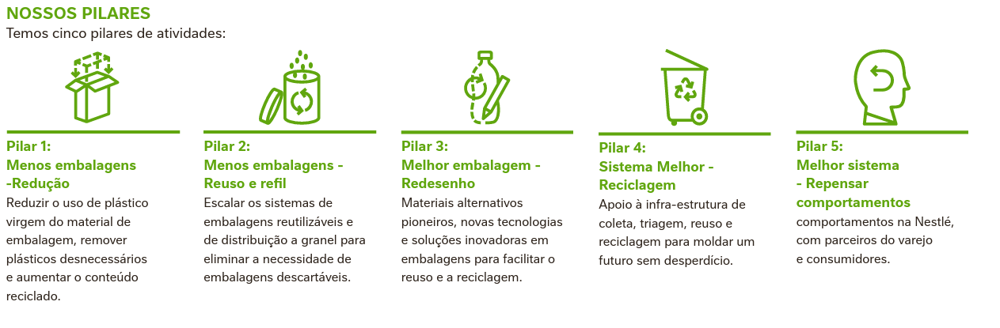 NOSSOS PILARES
Temos cinco pilares de atividades:
Pilar 1:
Menos embalagens
-Redução
Reduzir o uso de plástico
virgem do material de
embalagem, remover
plásticos desnecessários
e aumentar o conteúdo
reciclado.
Pilar 2:
Menos embalagens -
Reuso e refil
Escalar os sistemas de
embalagens reutilizáveis e
de distribuição a granel para
eliminar a necessidade de
embalagens descartáveis.
Pilar 3:
Melhor embalagem -
Redesenho
Materiais alternativos
pioneiros, novas tecnologias
e soluções inovadoras em
embalagens para facilitar o
reuso e a reciclagem.
Pilar 4:
Sistema Melhor -
Reciclagem
Apoio à infra-estrutura de
coleta, triagem, reuso e
reciclagem para moldar um
futuro sem desperdício.
Pilar 5:
Melhor sistema
- Repensar
comportamentos
comportamentos na Nestlé,
com parceiros do varejo
e consumidores.